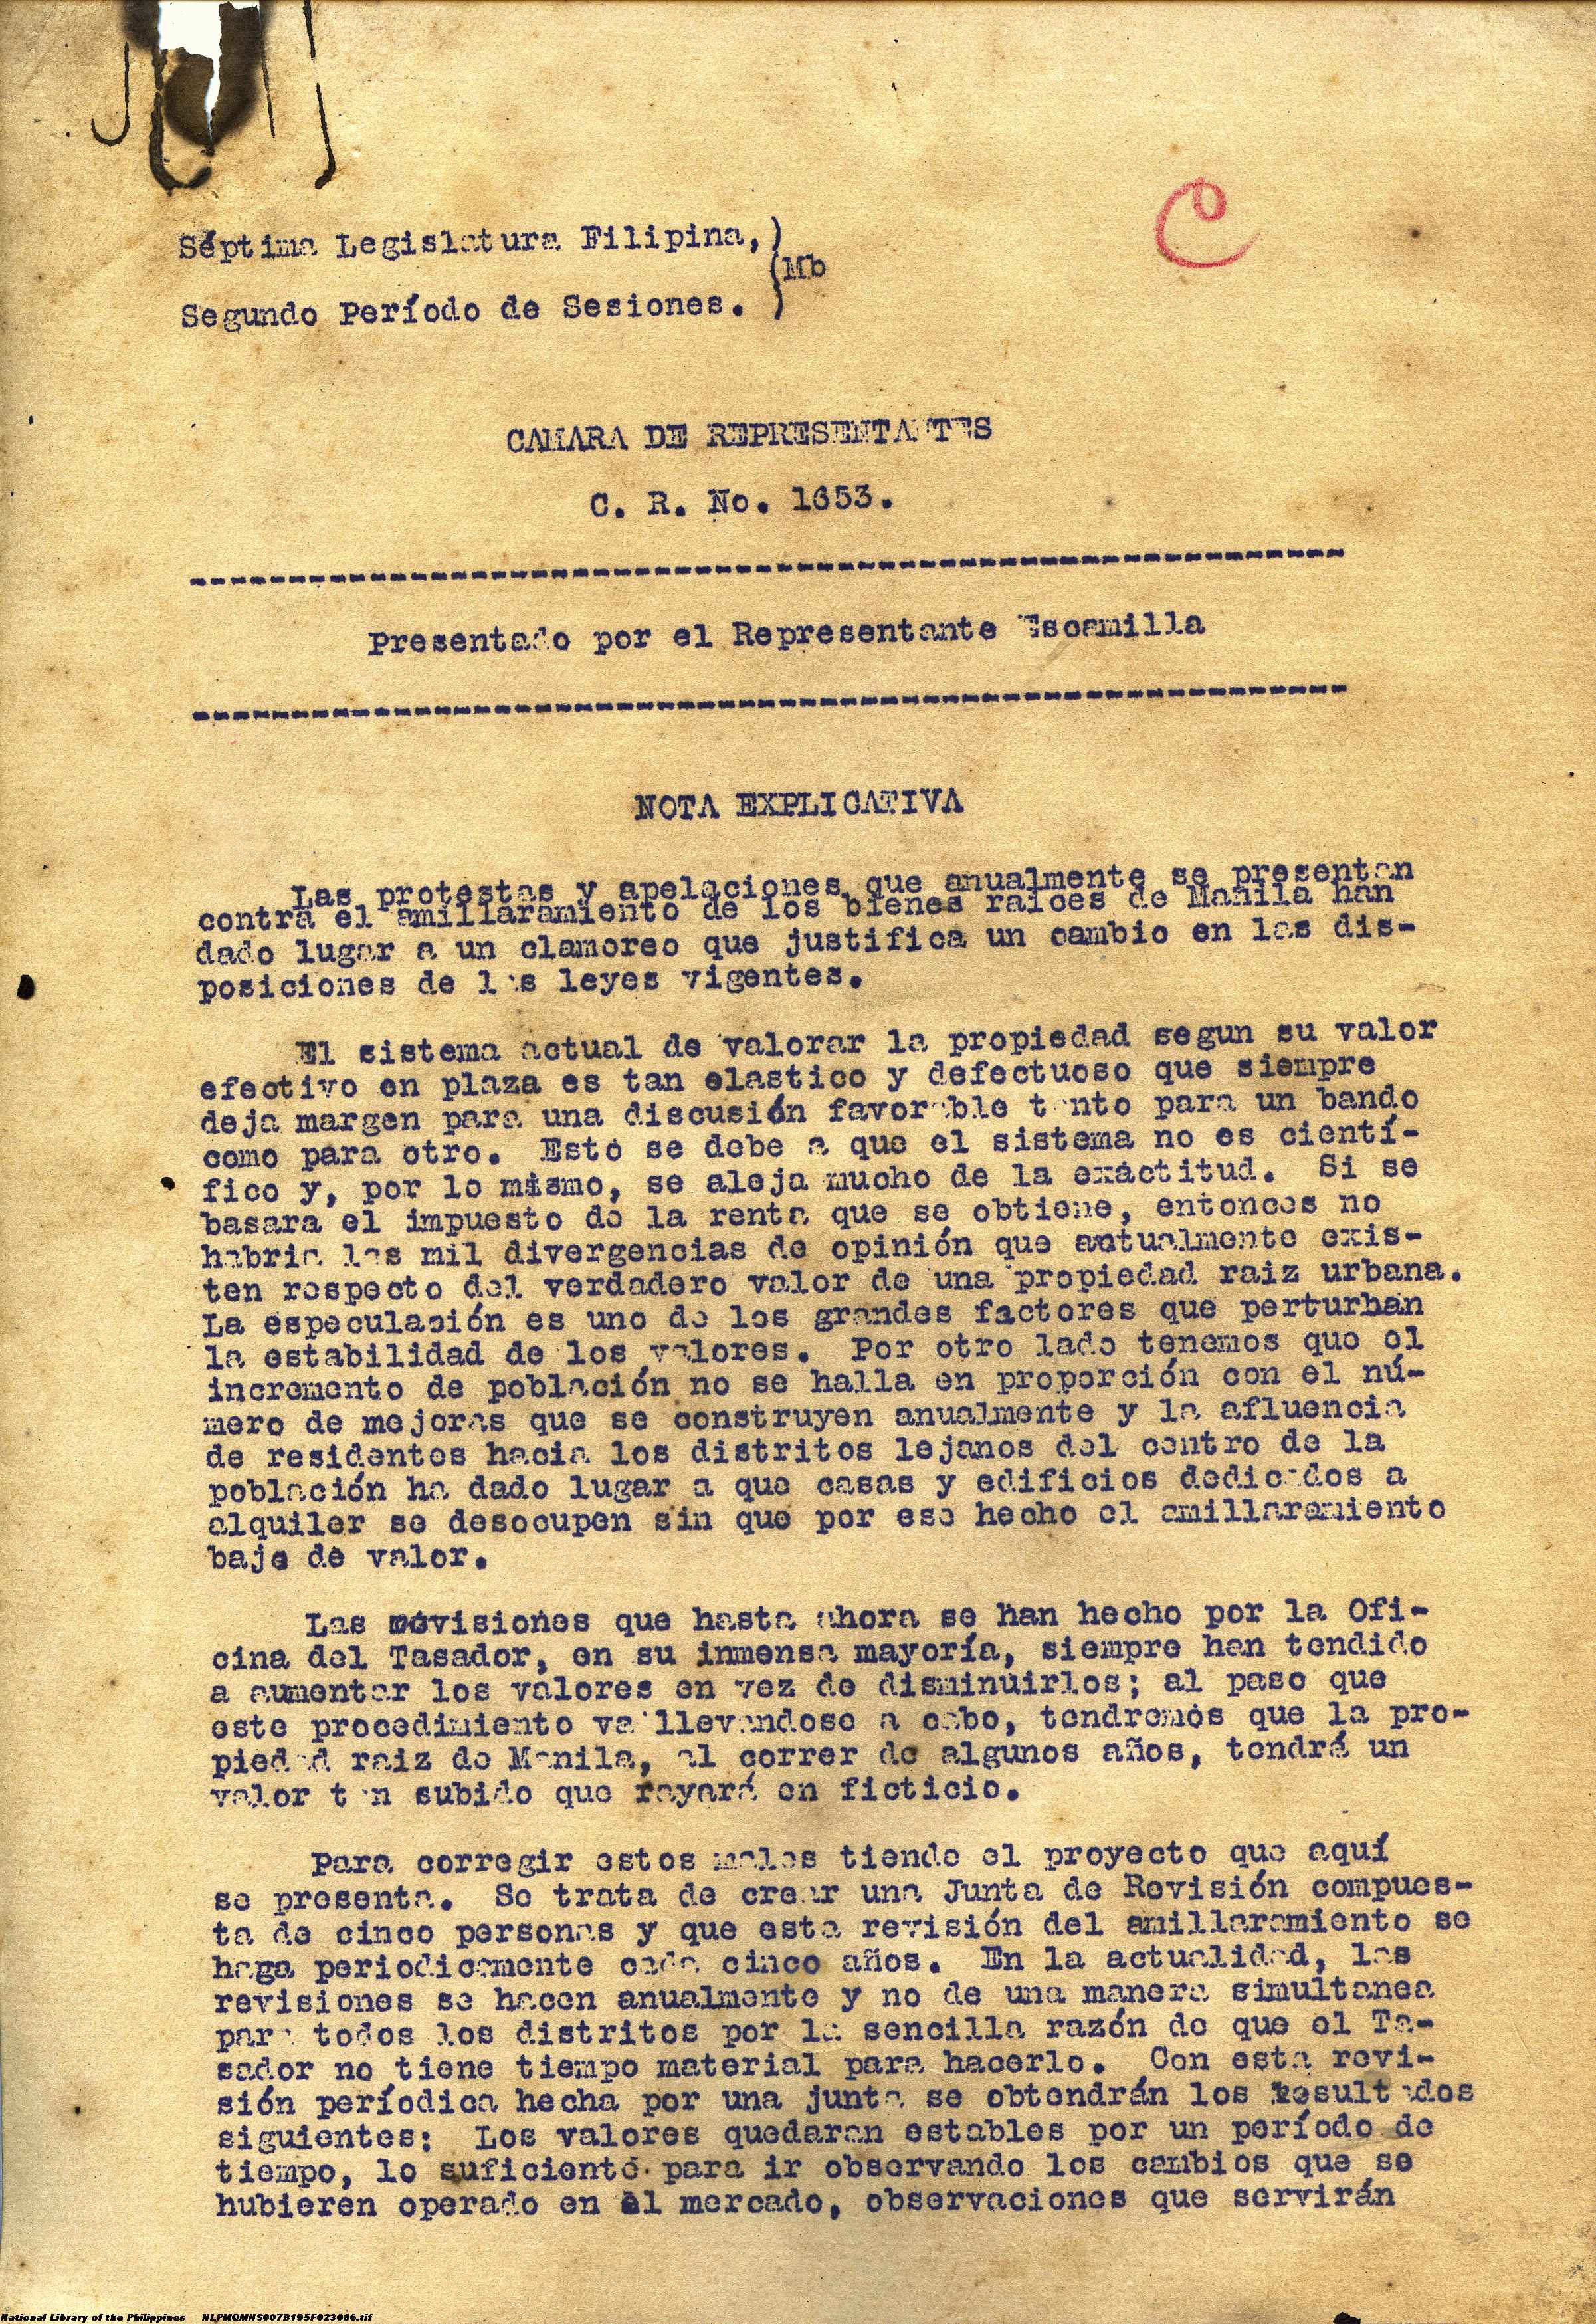 C
Séptima Legislatura Filipina,)
(Mb
Segundo Período de Sesiones. )
CAMARA DE REPRESENTANTES
C. R. No. 1653.
Presentado por el Representante Escamilla
NOTA EXPLICATIVA
Las protestas y apelaciones que anualmente se presentan
contra el amillaramiento de los bienes raices de Manila han
dado lugar a un clamoreo que justifica un cambio en las dis-
posiciones de las leyes vigentes.
El sistema actual de valorar la propiedad segun su valor
efectivo en plaza es tan elastico y defectuoso que siempre
deja margen para una discusión favorable tanto para un bando
como para otro. Esto se debe a que el sistema no es cientí-
fico y, por lo mismo, se aleja mucho de la exáctitud. Si se
basara el impuesto de la renta que se obtiene, entonces no
habria las mil divergencias de opinión que actualmente exis-
ten respecto del verdadero valor de una propiedad raiz urbana.
La especulación es uno de los grandes factores que perturban
la estabilidad de los valores. Por otro lado tenemos que el
incremento de población no se halla en proporción con el nú-
mero de mejoras que se construyen anualmente y la afluencia
de residentes hacia los distritos lejanos del centro de la
población ha dado lugar a que casas y edificios dedicados a
alquiler se desocupen sin que por ese hecho el amillaramiento
baje de valor.
Las revisiones que hasta ahora se han hecho por la Ofi-
cina del Tasador, en su inmensa mayoría, siempre han tendido
a aumentar los valores en vez de disminuirlos; al paso que
este procedimiento va llevandose a cabo, tendremos que la pro-
piedad raiz de Manila, al correr de algunos años, tendrá un
valor tan subido que rayará en ficticio.
Para corregir estos males tiende el proyecto que aquí
se presenta. Se trata de crear una Junta de Revisión compues-
ta de cinco personas y que esta revisión del amillaramiento se
haga periodicamente cada cinco años. En la actualidad, las
revisiones se hacen anualmente y no de una manera simultanea
para todos los distritos por la sencilla razón de que el Ta-
sador no tiene tiempo material para hacerlo. Con esta revi-
sión períodica hecha por una junta se obtendrán los resultados
siguientes: Los valores quedaran estables por un período de
tiempo, lo suficiente para ir observando los cambios que se
hubieren operado en el mercado, observaciones que servirán
National Library of the Philippines NLPMQMNS007B195F023086.tif